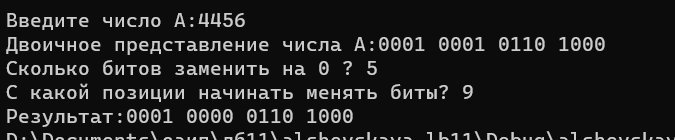 Введите число A:4456
Двоичное представление числа A:0001 0001 0110 1000
Сколько битов заменить на 0 ? 5
С какой позиции начинать менять биты? 9
Результат:0001 0000 0110 1000